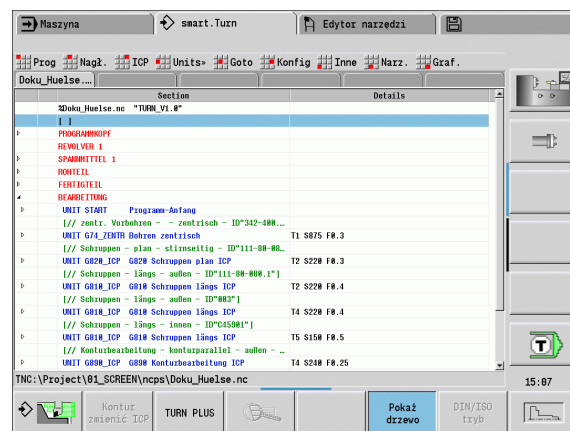 Maszyna
smart.Turn
Edytor narzędzi
Prog Nagł. ICP Units» Goto Konfig Inne Narz. Graf.
Doku_Huelse....
Section Details
%Doku_Huelse.nc "TURN_V1.0"
[ ]
PROGRAMMKOPF
REVOLVER 1
SPANNMITTEL 1
ROHTEIL
FERTIGTEIL
BEARBEITUNG
UNIT START Programm-Anfang
[// zentr. Vorbohren - - zentrisch - ID"342-400...
UNIT G74_ZENTR Bohren zentrisch T1 S875 F0.3
[// Schruppen - plan - stirnseitig - ID"111-80-08...
UNIT G820_ICP G820 Schruppen plan ICP T2 S220 F0.3
[// Schruppen - längs - außen - ID"111-80-080.1"]
UNIT G810_ICP G810 Schruppen längs ICP T2 S220 F0.4
[// Schruppen - längs - außen - ID"003"]
UNIT G810_ICP G810 Schruppen längs ICP T4 S220 F0.4
[// Schruppen - längs - innen - ID"C45901"]
UNIT G810_ICP G810 Schruppen längs ICP T5 S150 F0.5
[// Konturbearbeitung - konturparallel - außen - ...
UNIT G890_ICP G890 Konturbearbeitung ICP T4 S240 F0.25
TNC:\Project\01_SCREEN\ncps\Doku_Huelse.nc
15:07
T
Kontur zmienić ICP
TURN PLUS
Pokaż drzewo
DIN/ISO tryb